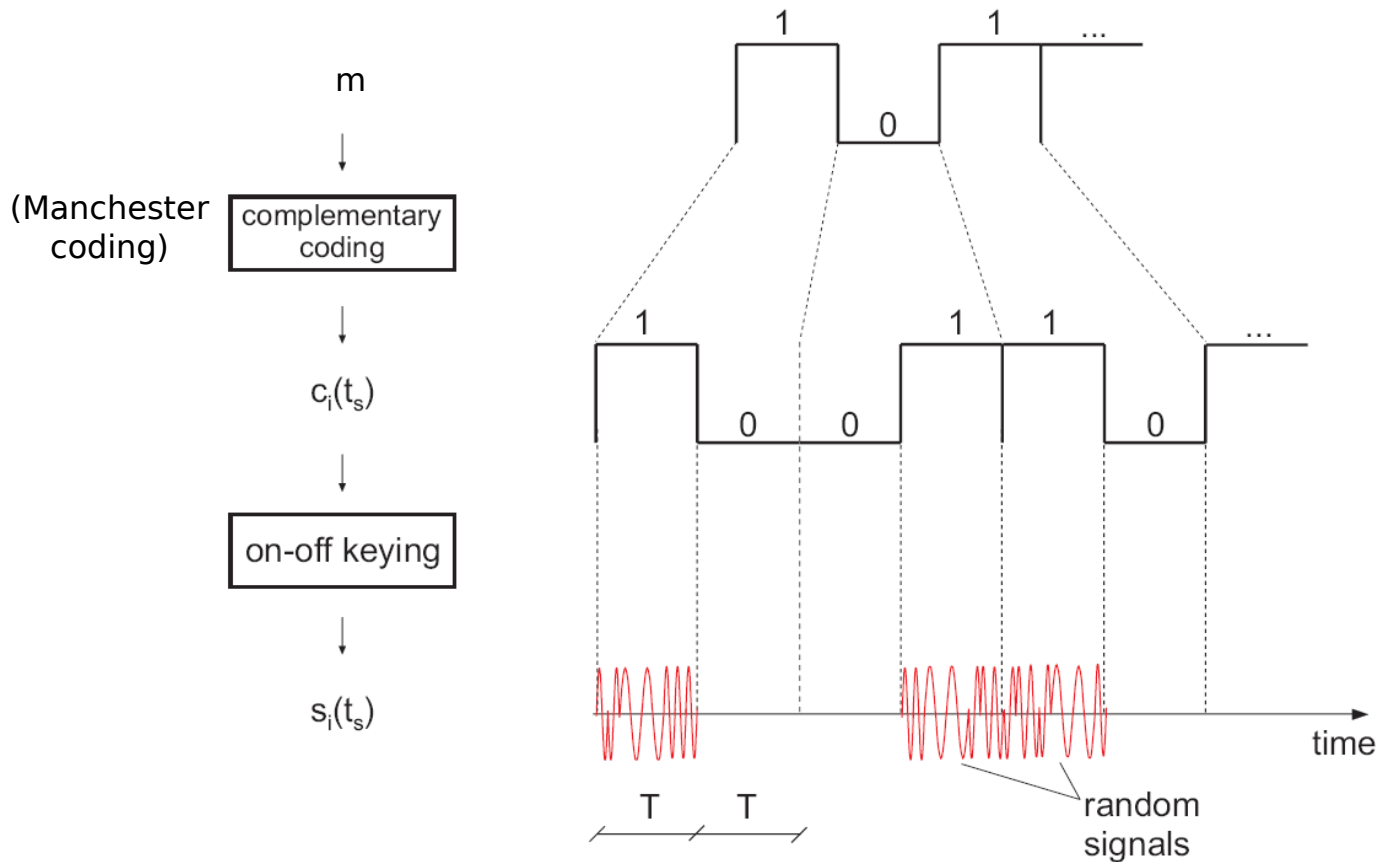 m
(Manchester
coding)
complementary
coding
c_i(t_s)
on-off keying
s_i(t_s)
1
0
1
...
1
0
0
1
1
0
...
time
T
T
random
signals